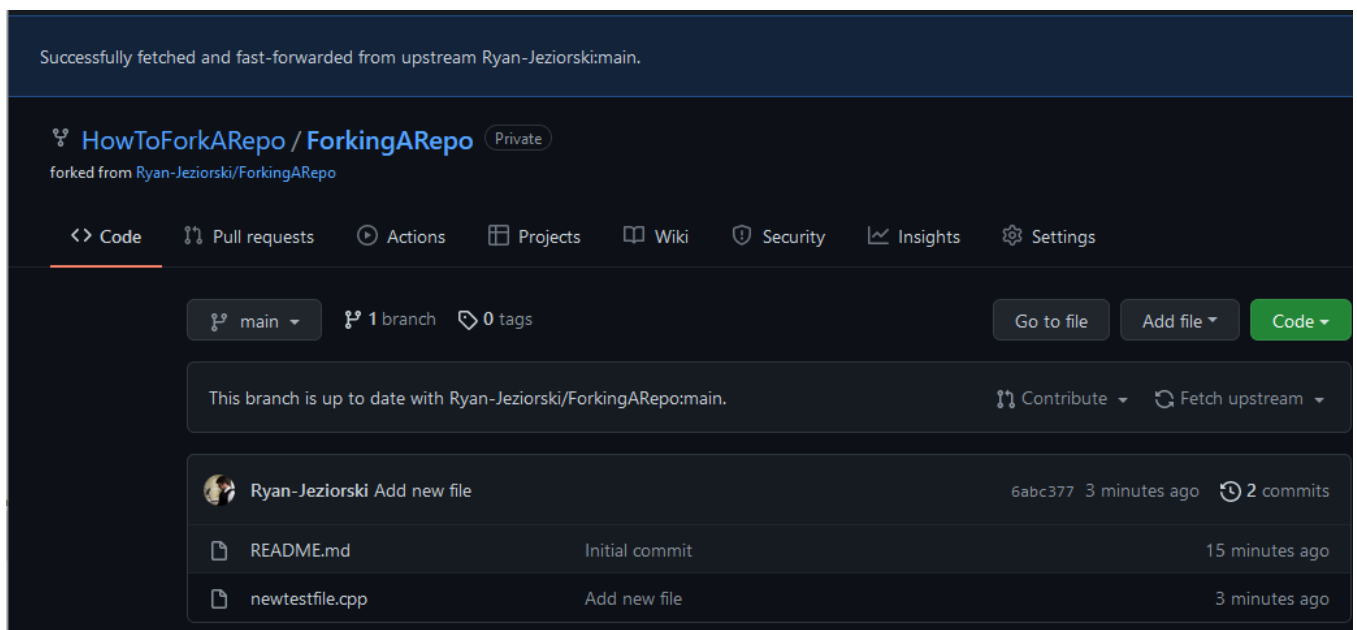 Successfully fetched and fast-forwarded from upstream Ryan-Jeziorski:main.
HowToForkARepo / ForkingARepo Private
forked from Ryan-Jeziorski/ForkingARepo
Code Pull requests Actions Projects Wiki Security Insights Settings
main 1 branch 0 tags Go to file Add file Code
This branch is up to date with Ryan-Jeziorski/ForkingARepo:main. Contribute Fetch upstream
Ryan-Jeziorski Add new file 6abc377 3 minutes ago 2 commits
README.md Initial commit 15 minutes ago
newtestfile.cpp Add new file 3 minutes ago